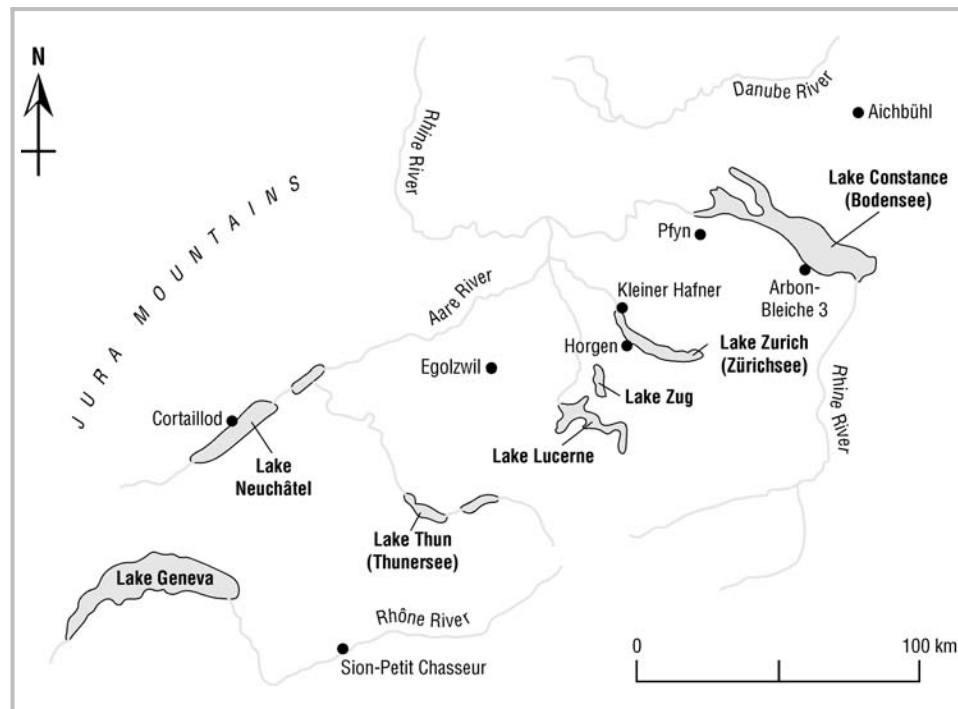 N
Danube River
Aichbühl
Rhine River
JURA MOUNTAINS
Lake Constance
(Bodensee)
Pfyn
Arbon-
Bleiche 3
Kleiner Hafner
Aare River
Horgen
Lake Zurich
(Zürichsee)
Egolzwil
Lake Zug
Rhine River
Cortaillod
Lake Lucerne
Lake
Neuchâtel
Lake Thun
(Thunersee)
Lake Geneva
Rhône River
Sion-Petit Chasseur
0
100 km